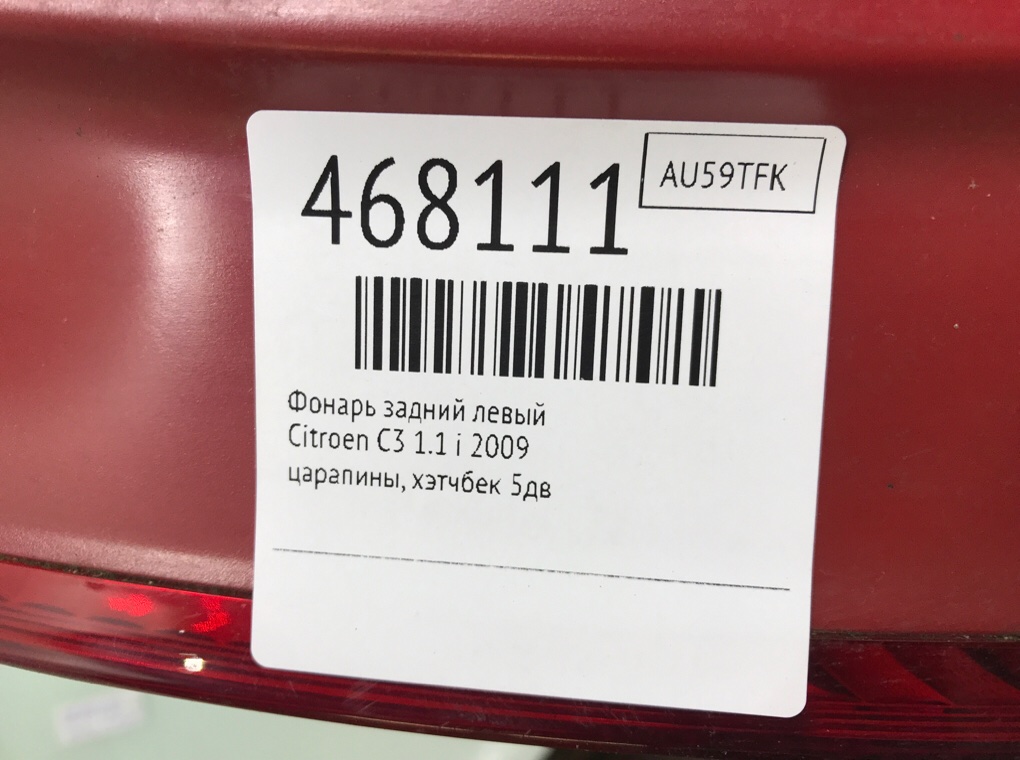 468111
AU59TFK
Фонарь задний левый
Citroen C3 1.1 i 2009
царапины, хэтчбек 5дв